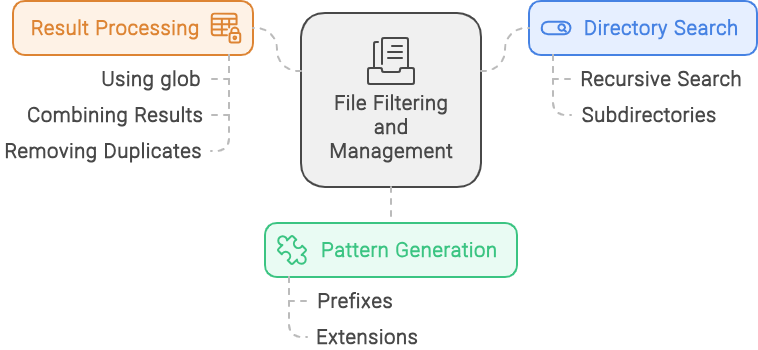 Result Processing
Using glob
Combining Results
Removing Duplicates
File Filtering
and
Management
Directory Search
Recursive Search
Subdirectories
Pattern Generation
Prefixes
Extensions